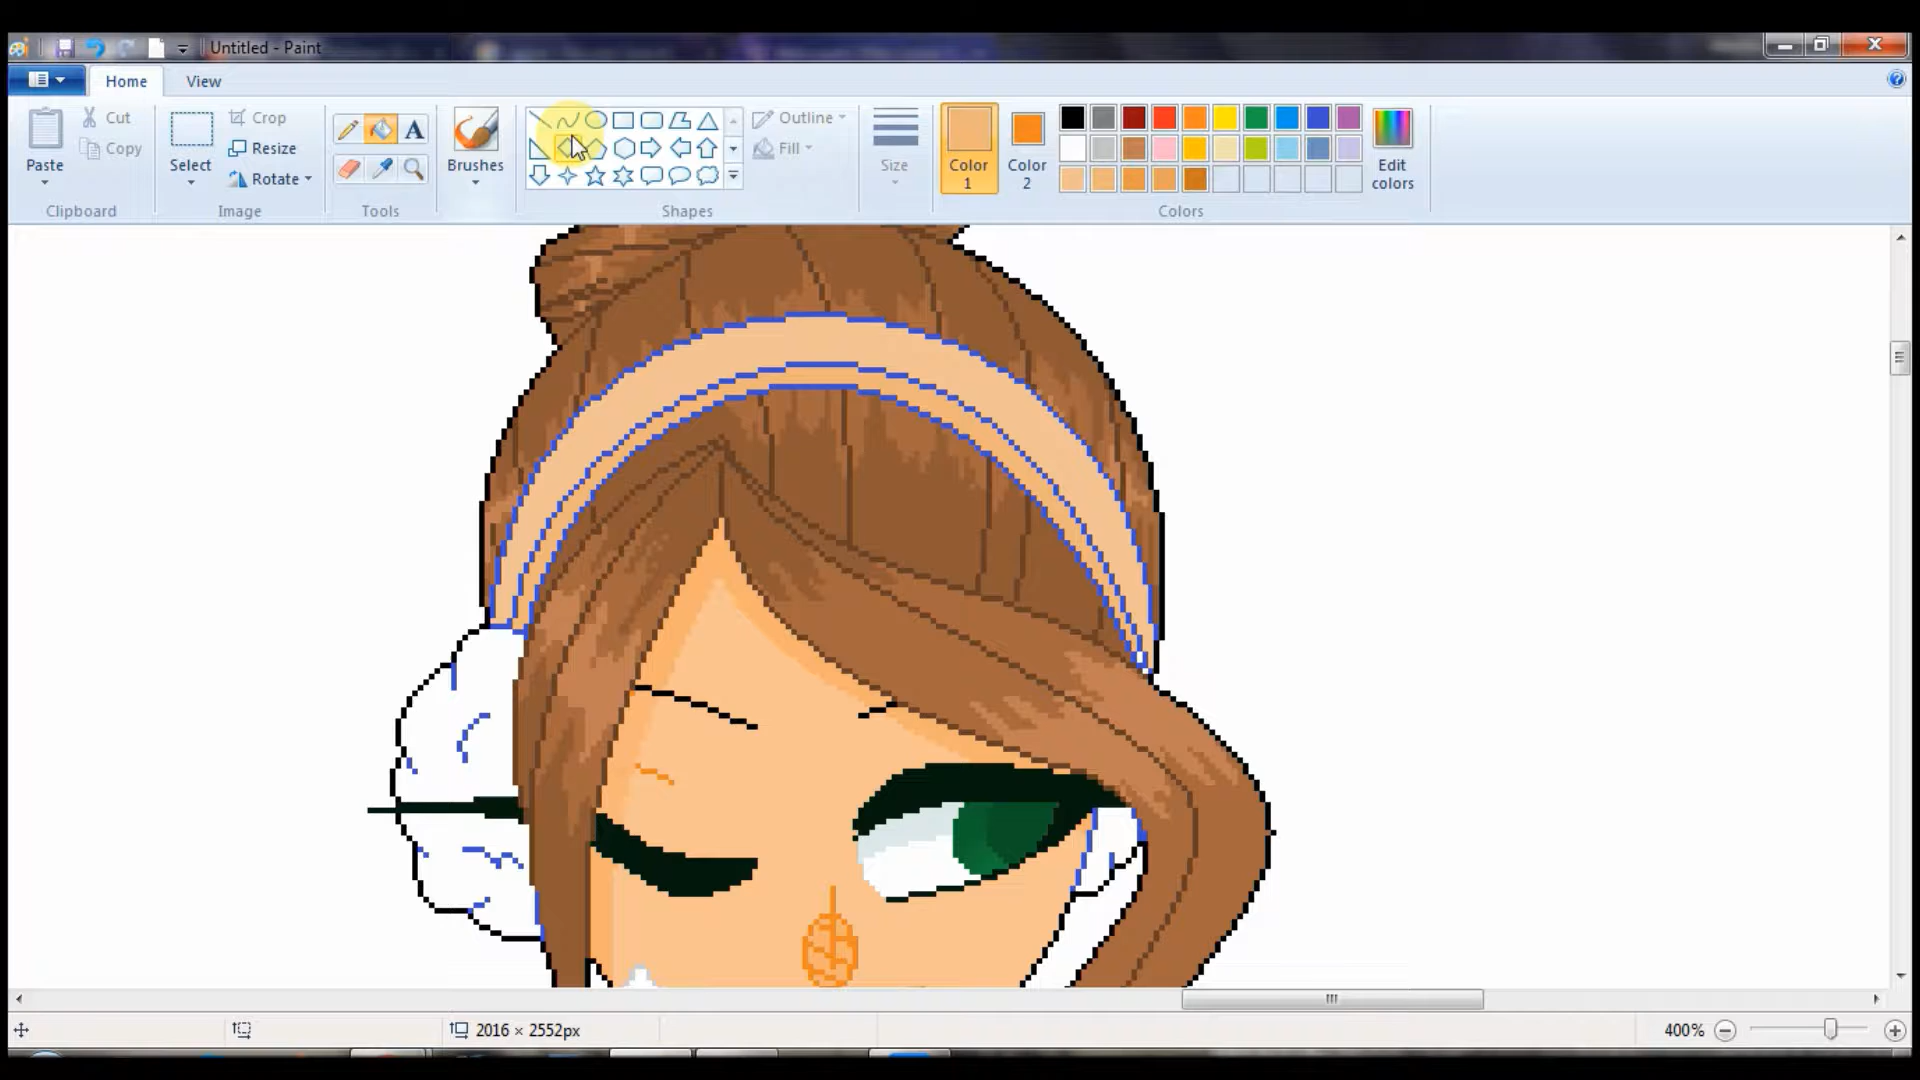 Untitled - Paint
Home View
Paste
Cut
Copy
Clipboard
Select
Crop
Resize
Rotate
Image
A
Tools
Brushes
Shapes
Outline
Fill
Size
Color 1
Color 2
Colors
Edit colors
2016 × 2552px
400%